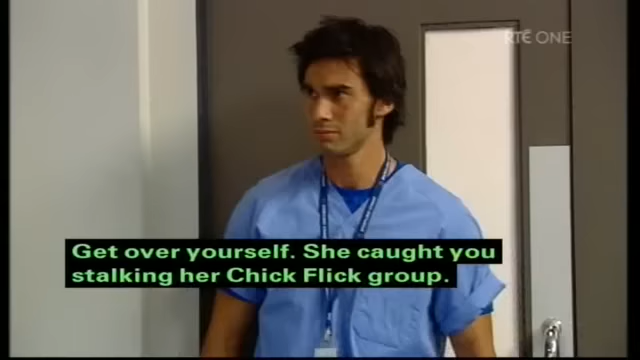 RTÉ ONE
Get over yourself. She caught you
stalking her Chick Flick group.